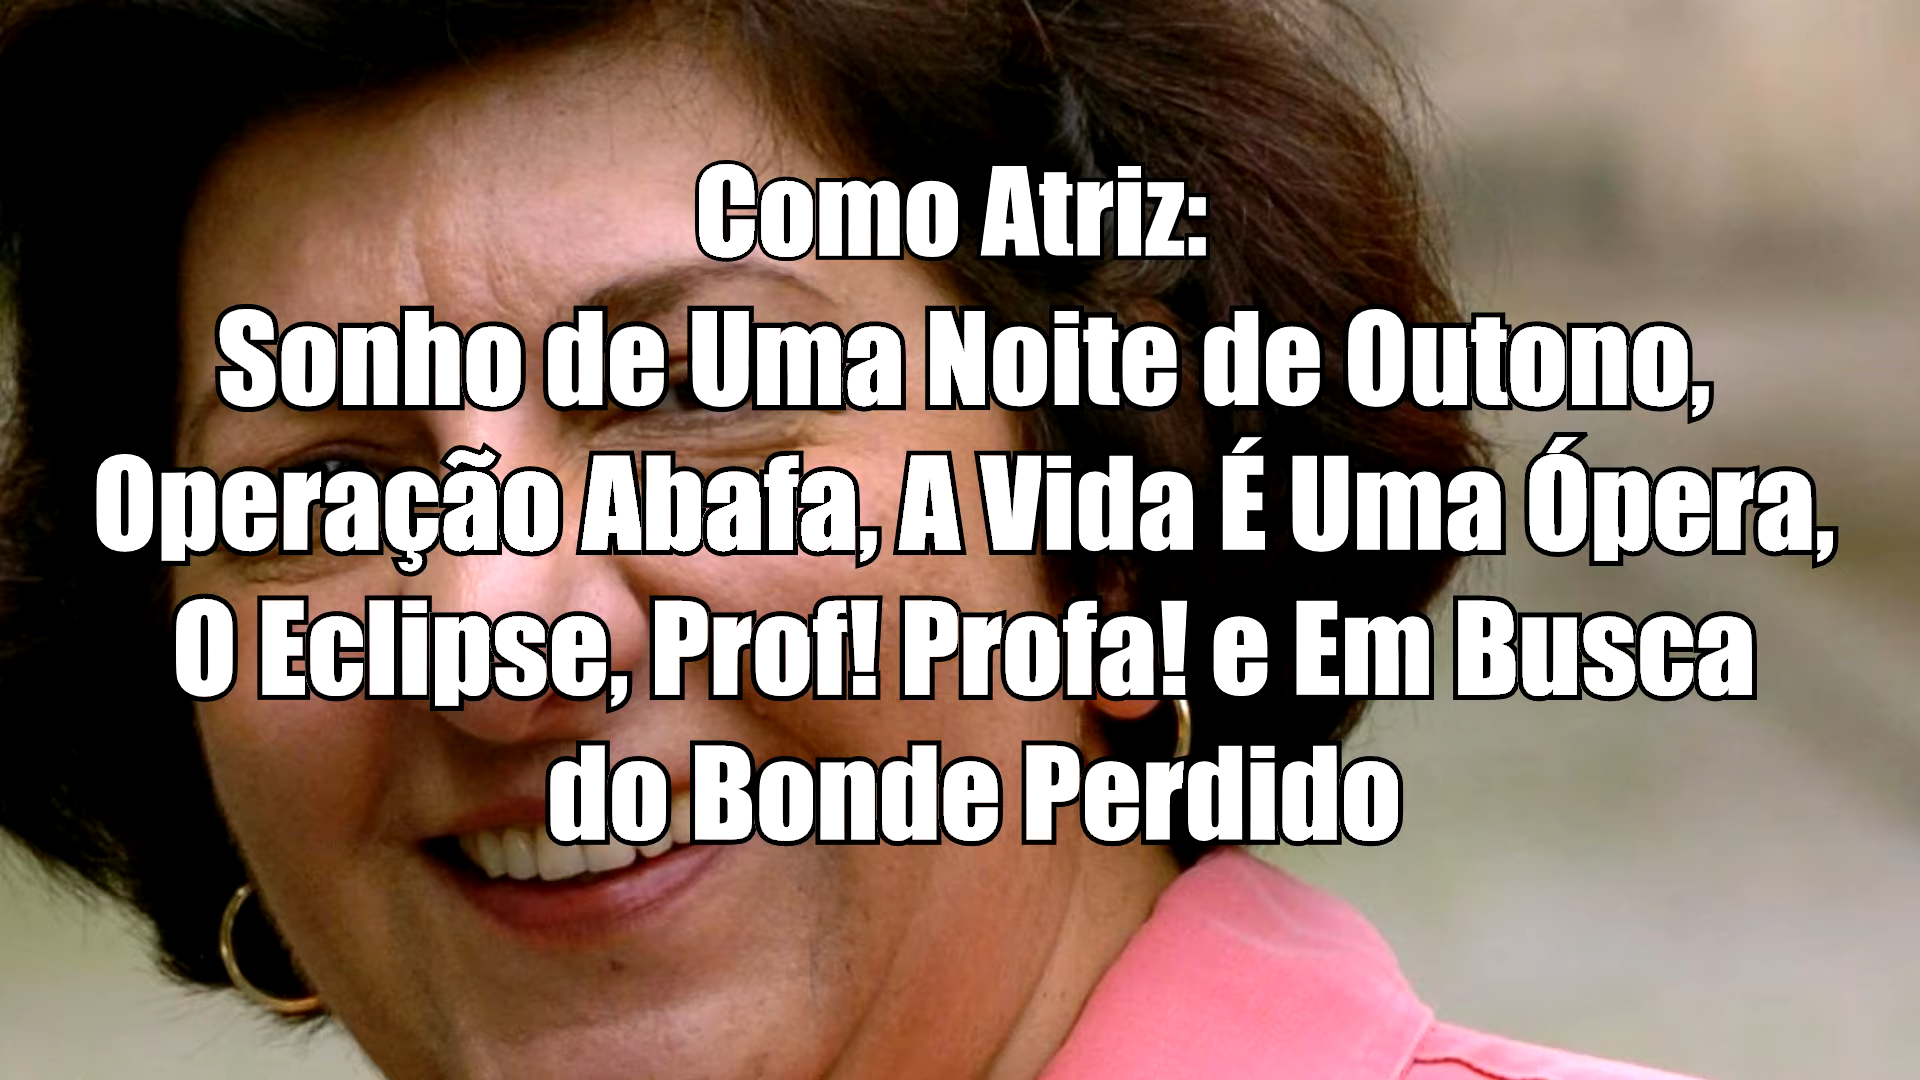 Como Atriz:
Sonho de Uma Noite de Outono,
Operação Abafa, A Vida É Uma Ópera,
O Eclipse, Prof! Profa! e Em Busca
do Bonde Perdido